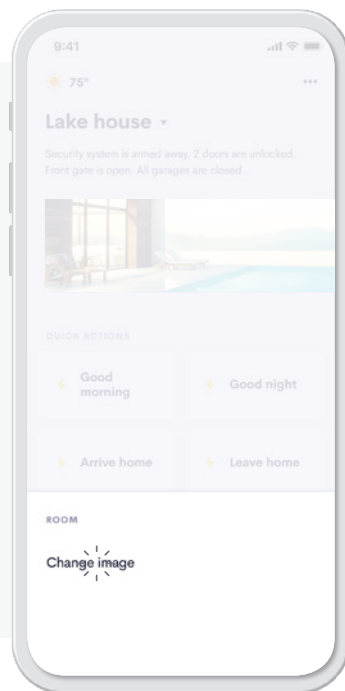 9:41
75°
•••
Lake house
Security system is armed away. 2 doors are unlocked.
Front gate is open. All garages are closed.
QUICK ACTIONS
Good
morning
Good night
Arrive home
Leave home
ROOM
Change image